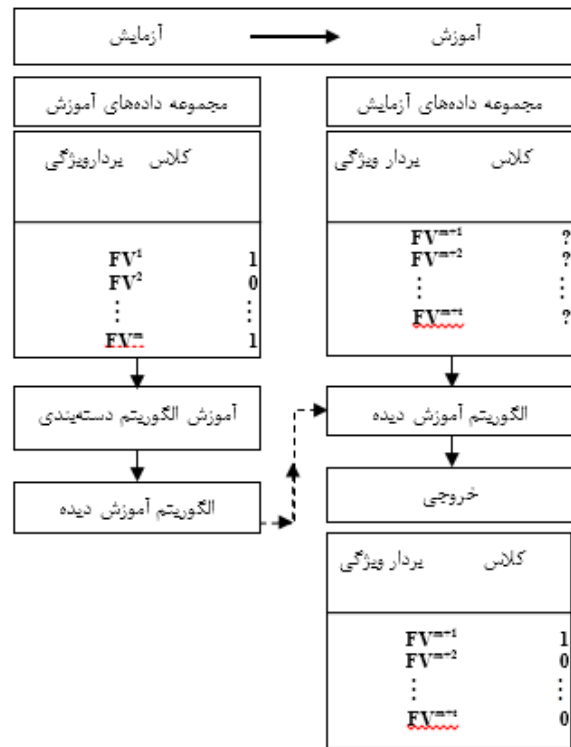 آموزش آزمایش
مجموعه داده‌های آموزش
کلاس بردارویژگی
FV¹ 1
FV² 0
⋮ ⋮
FVᵐ 1
آموزش الگوریتم دسته‌بندی
الگوریتم آموزش دیده
مجموعه داده‌های آزمایش
کلاس بردار ویژگی
FVᵐ⁺¹ ?
FVᵐ⁺² ?
⋮ ⋮
FVᵐ⁺ᵗ ?
الگوریتم آموزش دیده
خروجی
کلاس بردار ویژگی
FVᵐ⁺¹ 1
FVᵐ⁺² 0
⋮ ⋮
FVᵐ⁺ᵗ 0